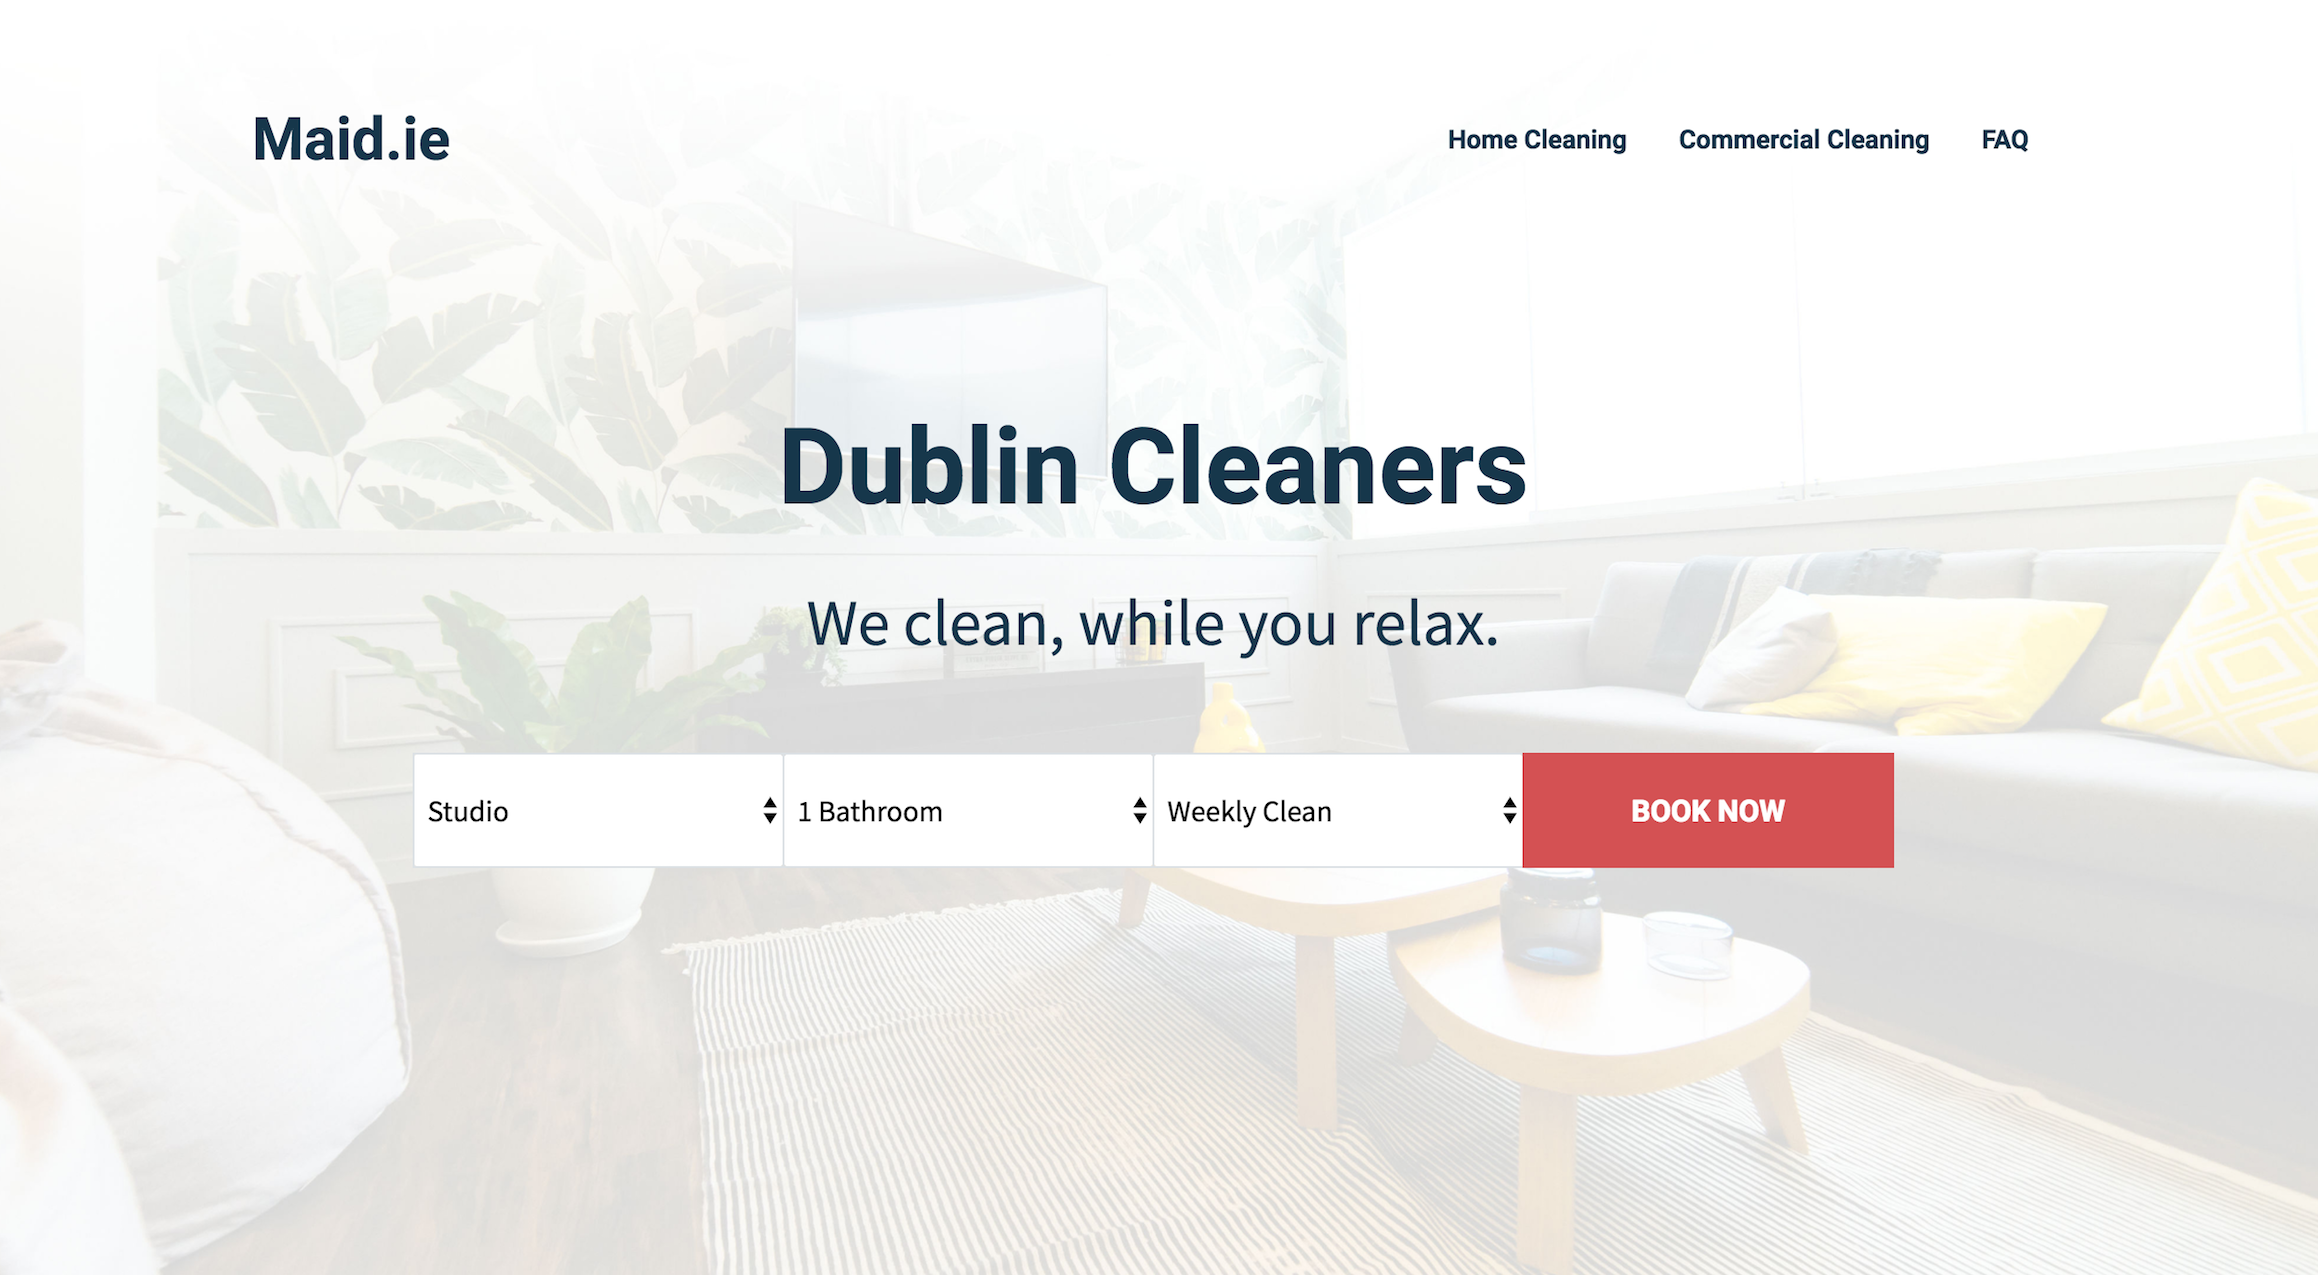 Maid.ie
Home Cleaning
Commercial Cleaning
FAQ
Dublin Cleaners
We clean, while you relax.
Studio
1 Bathroom
Weekly Clean
BOOK NOW